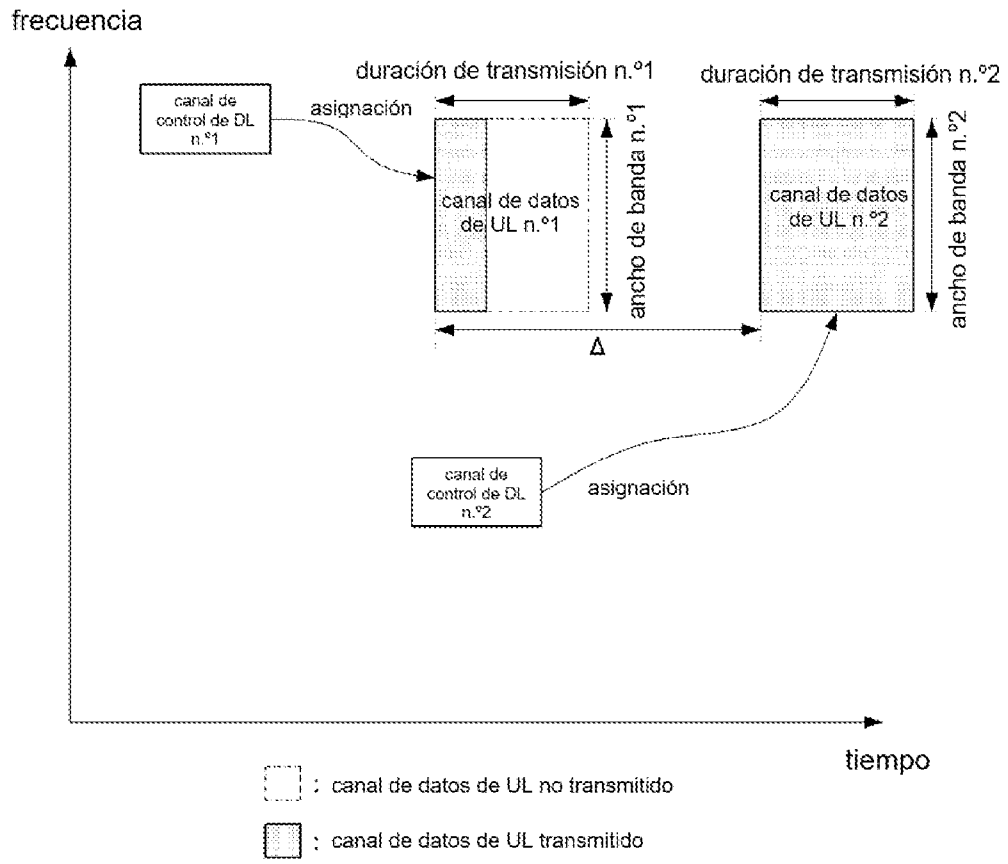 frecuencia
duración de transmisión n.º1
duración de transmisión n.º2
canal de
control de DL
n.º1
asignación
canal de datos
de UL n.º1
ancho de banda n.º1
canal de datos
de UL n.º2
ancho de banda n.º2
Δ
canal de
control de DL
n.º2
asignación
tiempo
: canal de datos de UL no transmitido
: canal de datos de UL transmitido